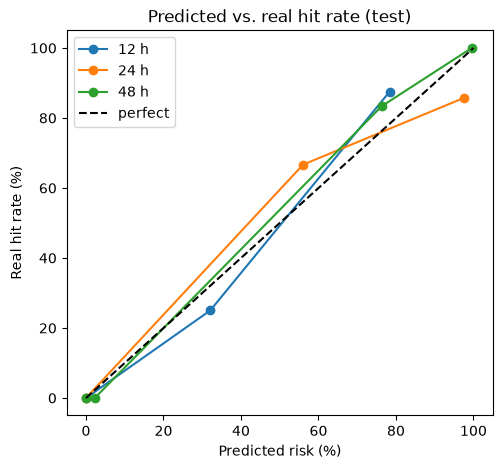 Predicted vs. real hit rate (test)
12 h
24 h
48 h
perfect
Real hit rate (%)
100
80
60
40
20
0
0 20 40 60 80 100
Predicted risk (%)